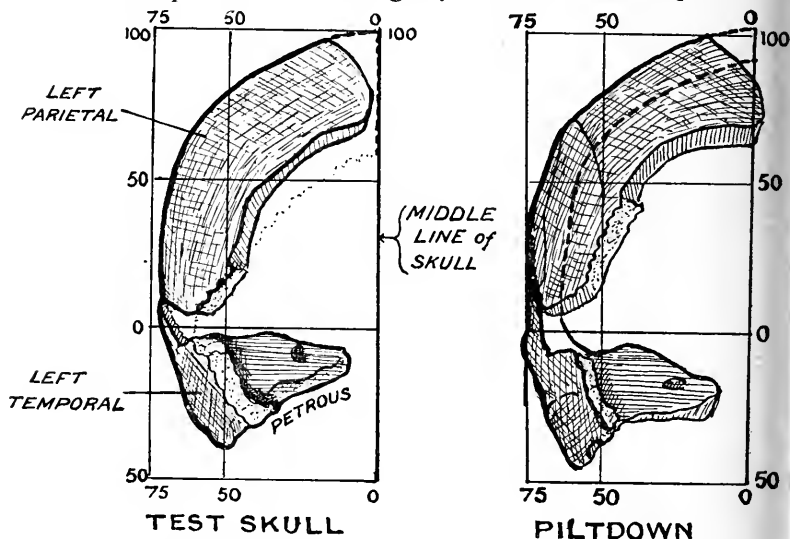 75 50 0
100
LEFT
PARIETAL
50
0
LEFT
TEMPORAL
PETROUS
50
75 50 0
TEST SKULL
(MIDDLE
LINE of
SKULL
75 50 0
100
50
0
50
75 50 0
PILTDOWN